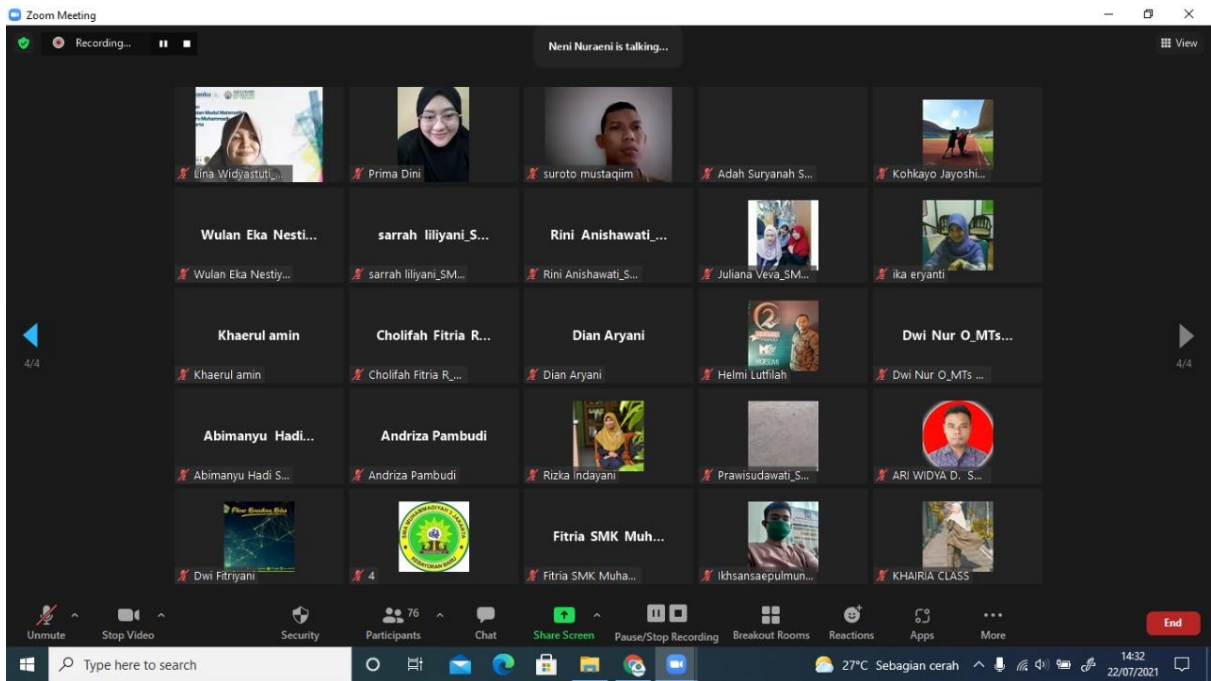 Zoom Meeting
Recording...
Neni Nuraeni is talking...
View
Lina Widyastuti_...
Prima Dini
suroto mustaqiim
Adah Suryanah S...
Kohkayo Jayoshi...
Wulan Eka Nesti...
sarrah liliyani_S...
Rini Anishawati_...
Wulan Eka Nestiy...
sarrah liliyani_SM...
Rini Anishawati_S...
Juliana Veva_SM...
ika eryanti
Khaerul amin
Cholifah Fitria R...
Dian Aryani
Dwi Nur O_MTs...
4/4
4/4
Khaerul amin
Cholifah Fitria R_...
Dian Aryani
Helmi Lutfilah
Dwi Nur O_MTs ...
Abimanyu Hadi...
Andriza Pambudi
Abimanyu Hadi S...
Andriza Pambudi
Rizka Indayani
Prawisudawati_S...
ARI WIDYA D. S...
SMA MUHAMMADIYAH 3 JAKARTA
KEBAYORAN BARU
Fitria SMK Muh...
Dwi Fitriyani
4
Fitria SMK Muha...
Ikhsansaepulmun...
KHAIRIA CLASS
Unmute
Stop Video
Security
76
Participants
Chat
Share Screen
Pause/Stop Recording
Breakout Rooms
Reactions
Apps
More
End
Type here to search
27°C Sebagian cerah
14:32
22/07/2021